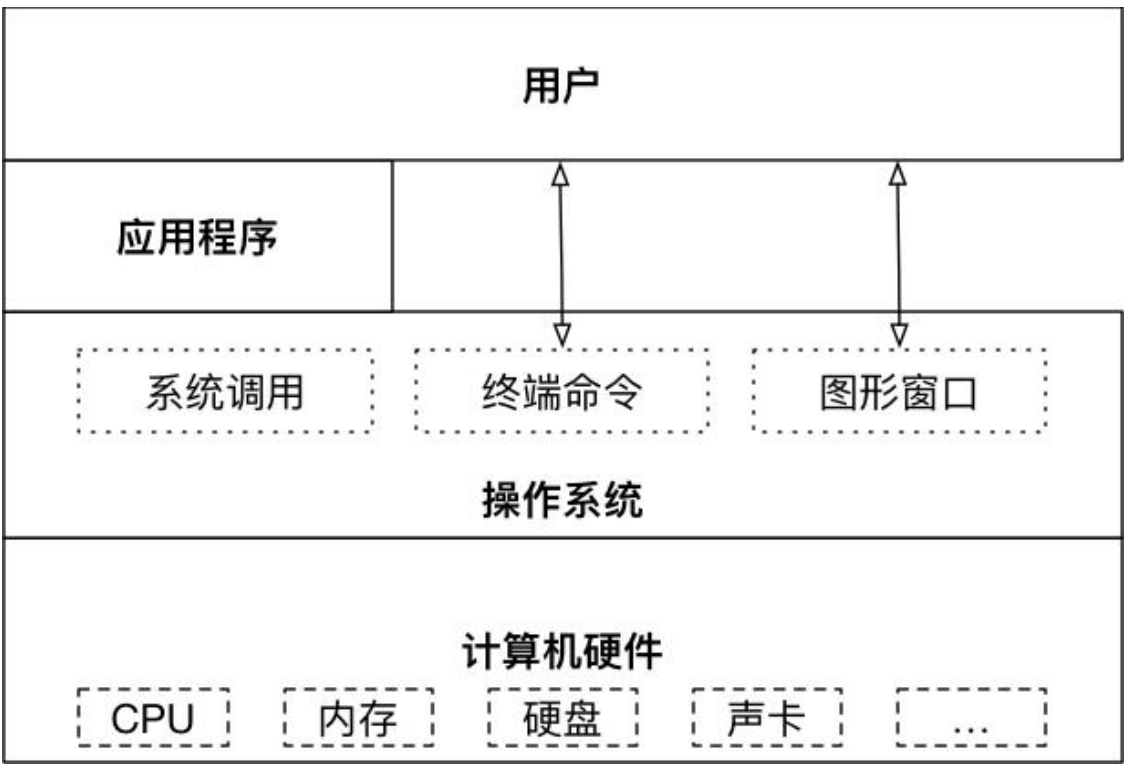 用户
应用程序
系统调用 终端命令 图形窗口
操作系统
计算机硬件
CPU 内存 硬盘 声卡 …